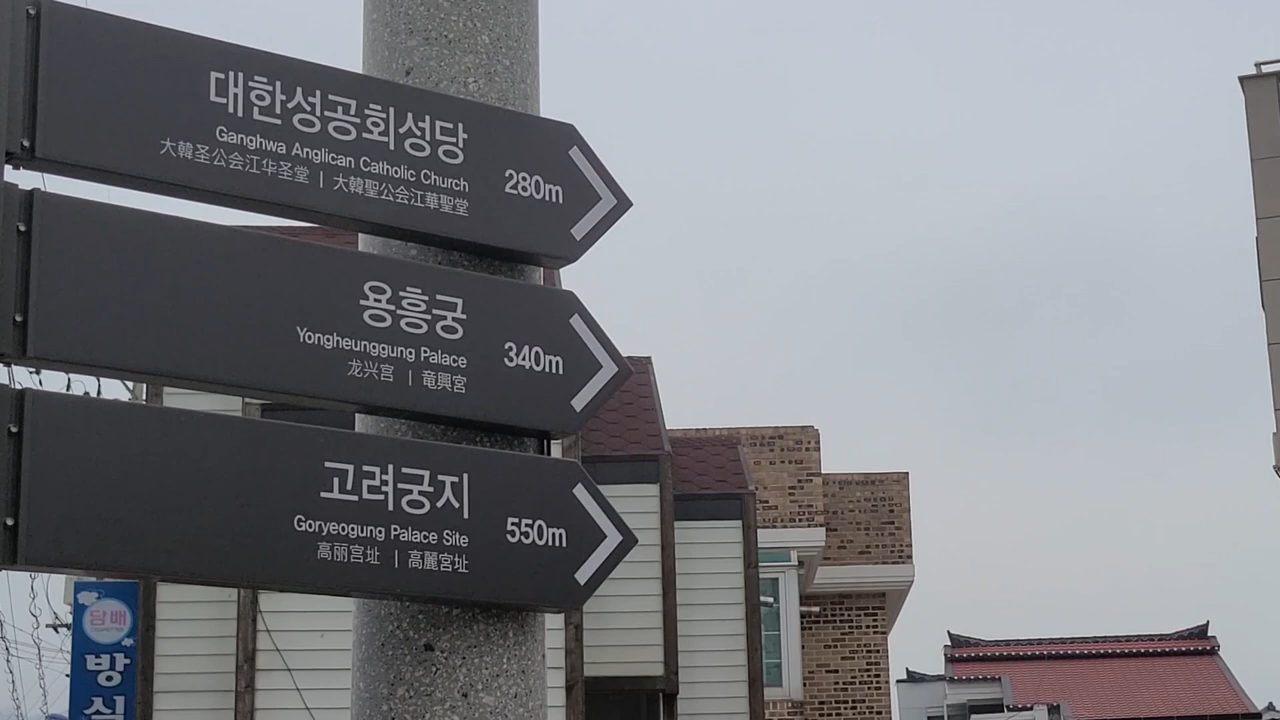 대한성공회성당
Ganghwa Anglican Catholic Church
大韓圣公会江华圣堂 | 大韓聖公会江華聖堂
280m
용흥궁
Yongheunggung Palace
龙兴宫 | 竜興宮
340m
고려궁지
Goryeogung Palace Site
高丽宫址 | 高麗宮址
550m
담배
방